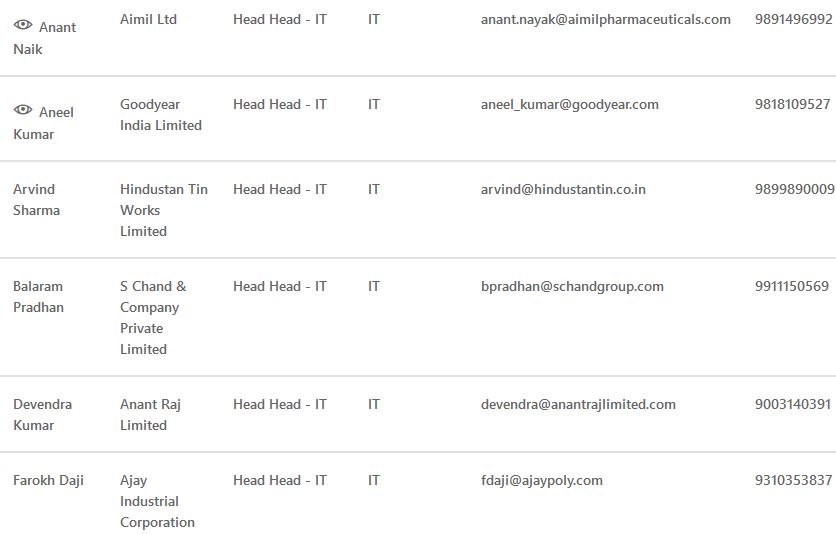 Anant Naik Aimil Ltd Head Head - IT IT anant.nayak@aimilpharmaceuticals.com 9891496992
Aneel Kumar Goodyear India Limited Head Head - IT IT aneel_kumar@goodyear.com 9818109527
Arvind Sharma Hindustan Tin Works Limited Head Head - IT IT arvind@hindustantin.co.in 9899890009
Balaram Pradhan S Chand & Company Private Limited Head Head - IT IT bpradhan@schandgroup.com 9911150569
Devendra Kumar Anant Raj Limited Head Head - IT IT devendra@anantrajlimited.com 9003140391
Farokh Daji Ajay Industrial Corporation Head Head - IT IT fdaji@ajaypoly.com 9310353837